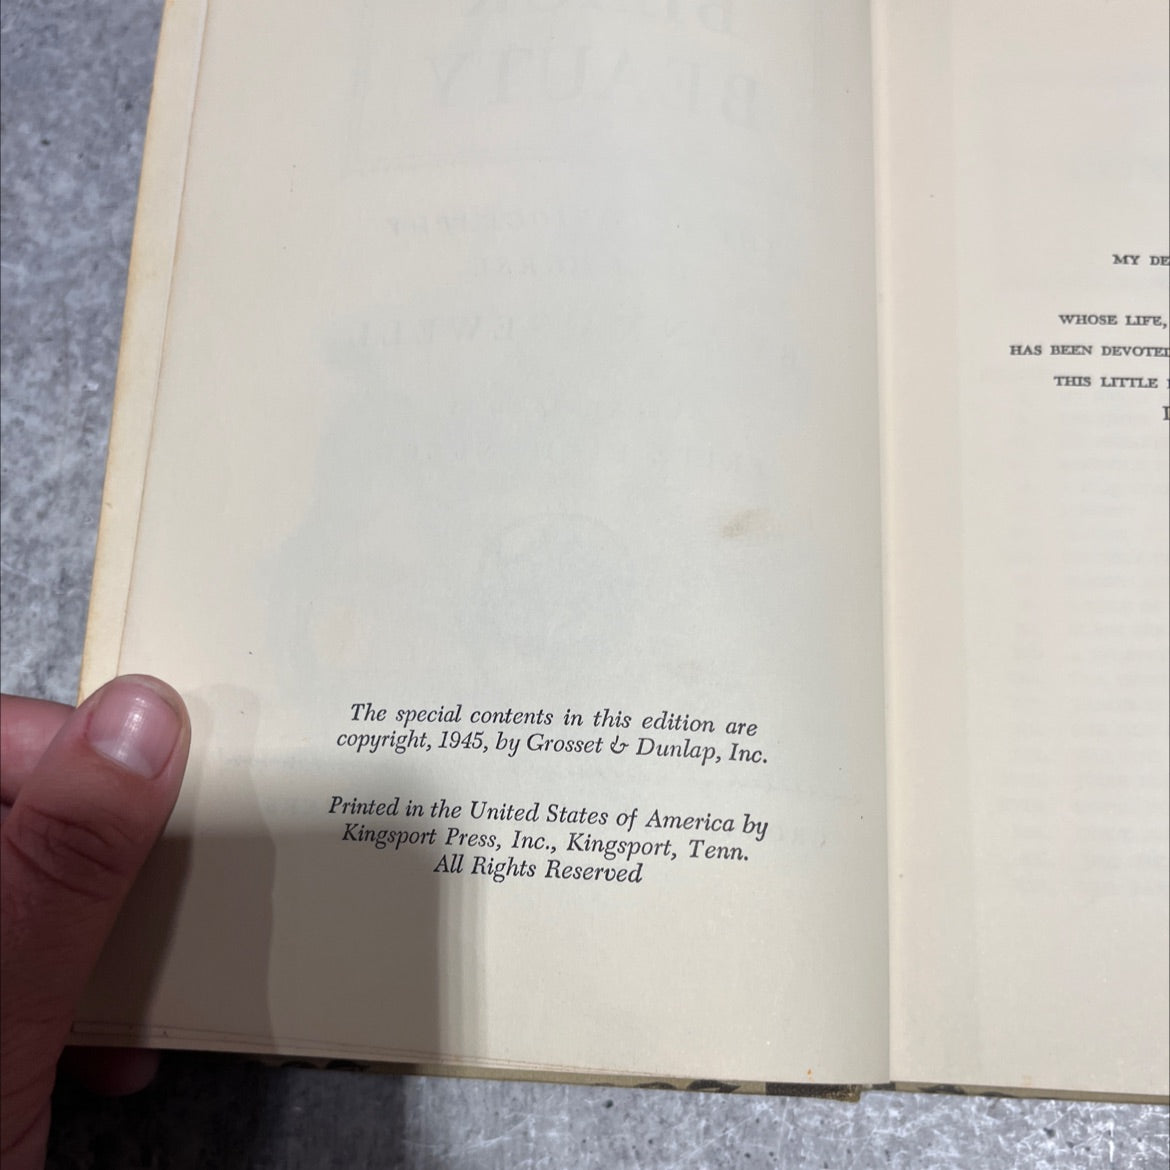 The special contents in this edition are
copyright, 1945, by Grosset & Dunlap, Inc.
Printed in the United States of America by
Kingsport Press, Inc., Kingsport, Tenn.
All Rights Reserved
MY DE
WHOSE LIFE,
HAS BEEN DEVOTED
THIS LITTLE